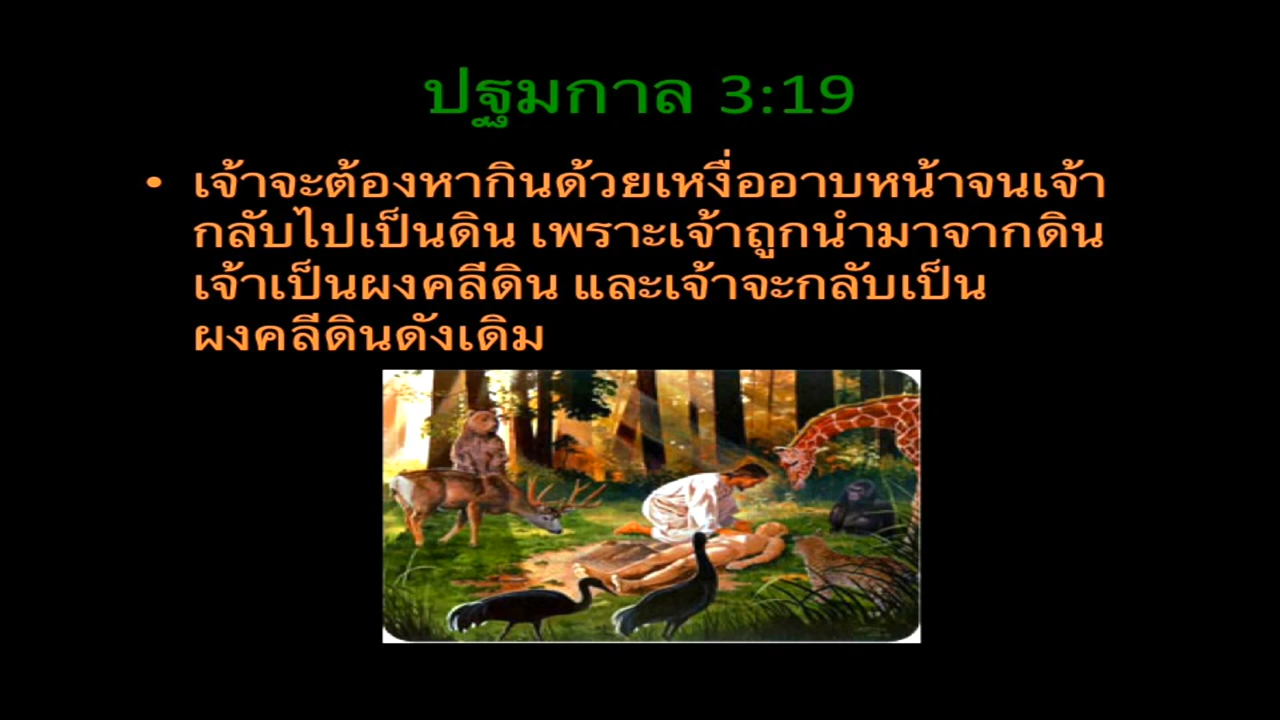 ปฐมกาล 3:19
• เจ้าจะต้องหากินด้วยเหงื่ออาบหน้าจนเจ้า
กลับไปเป็นดิน เพราะเจ้าถูกนำมาจากดิน
เจ้าเป็นผงคลีดิน และเจ้าจะกลับเป็น
ผงคลีดินดังเดิม